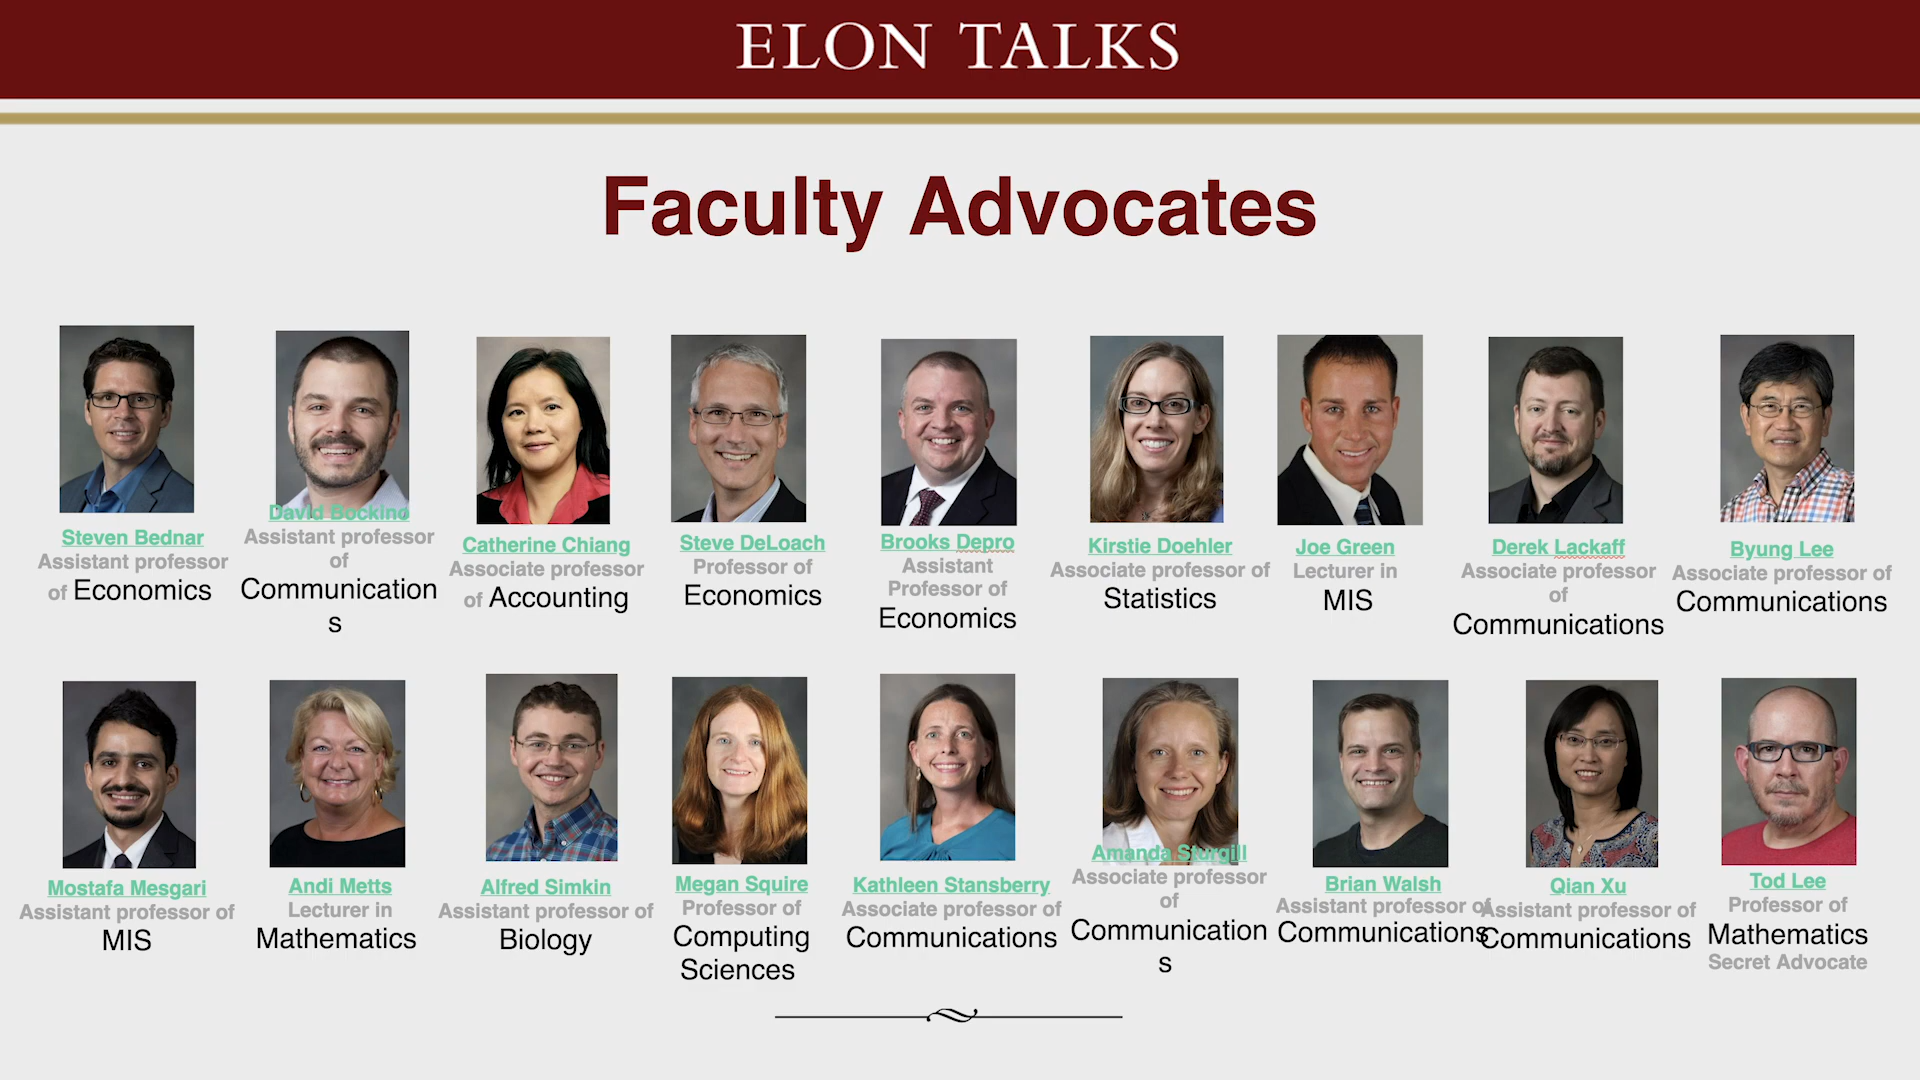 ELON TALKS
Faculty Advocates
Steven Bednar
Assistant professor
of Economics
David Bockino
Assistant professor
of
Communication
s
Catherine Chiang
Associate professor
of Accounting
Steve DeLoach
Professor of
Economics
Brooks Depro
Assistant
Professor of
Economics
Kirstie Doehler
Associate professor of
Statistics
Joe Green
Lecturer in
MIS
Derek Lackaff
Associate professor
of
Communications
Byung Lee
Associate professor of
Communications
Mostafa Mesgari
Assistant professor of
MIS
Andi Metts
Lecturer in
Mathematics
Alfred Simkin
Assistant professor of
Biology
Megan Squire
Professor of
Computing
Sciences
Kathleen Stansberry
Associate professor of
Communications
Amanda Sturgill
Associate professor
of
Communication
s
Brian Walsh
Assistant professor of
Communications
Qian Xu
Assistant professor of
Communications
Tod Lee
Professor of
Mathematics
Secret Advocate